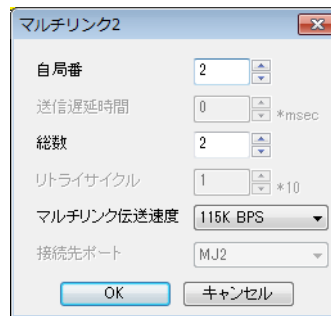 マルチリンク2
自局番 2
送信遅延時間 0 *msec
総数 2
リトライサイクル 1 *10
マルチリンク伝送速度 115K BPS
接続先ポート MJ2
OK キャンセル